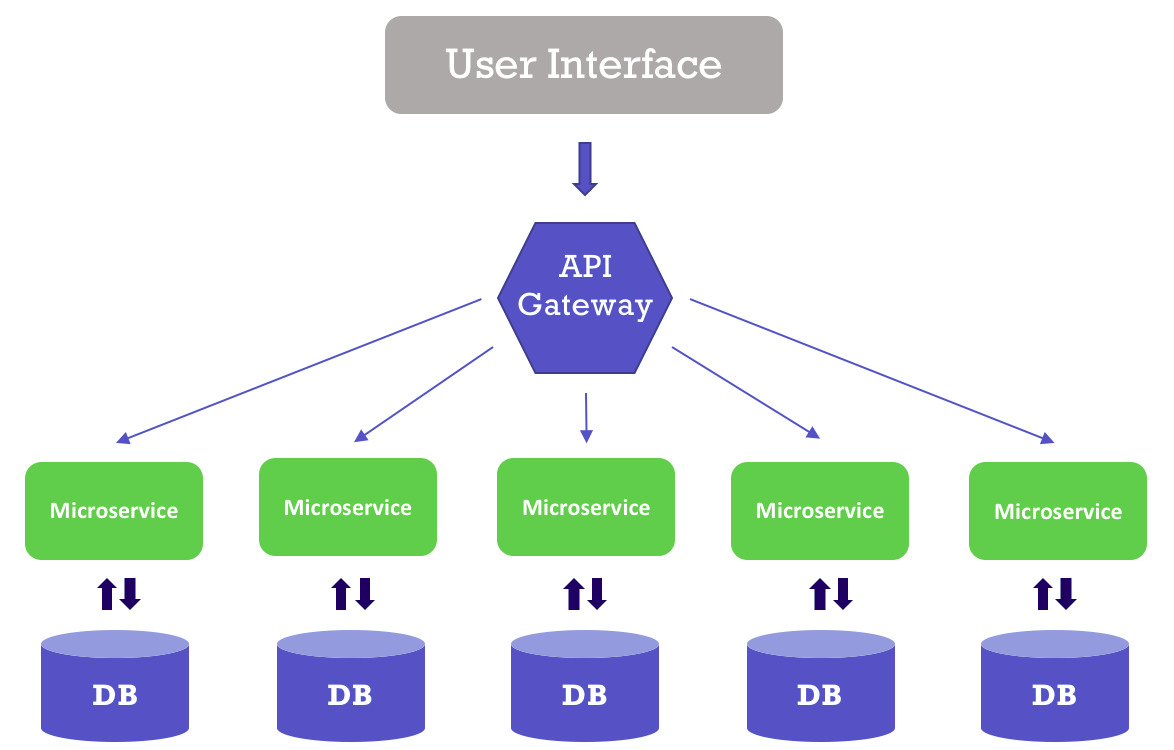 User Interface
API
Gateway
Microservice
Microservice
Microservice
Microservice
Microservice
DB
DB
DB
DB
DB